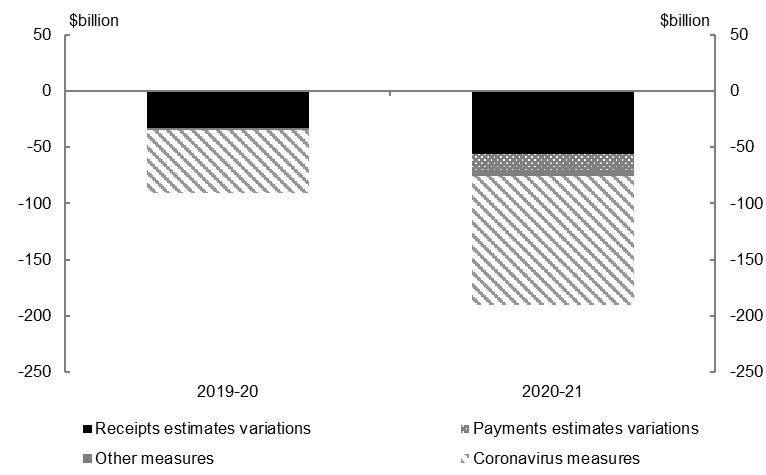 $billion $billion
50 50
0 0
-50 -50
-100 -100
-150 -150
-200 -200
-250 -250
2019-20 2020-21
Receipts estimates variations Payments estimates variations
Other measures Coronavirus measures